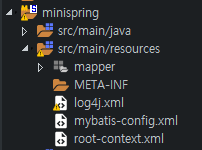 minispring
src/main/java
src/main/resources
mapper
META-INF
log4j.xml
mybatis-config.xml
root-context.xml